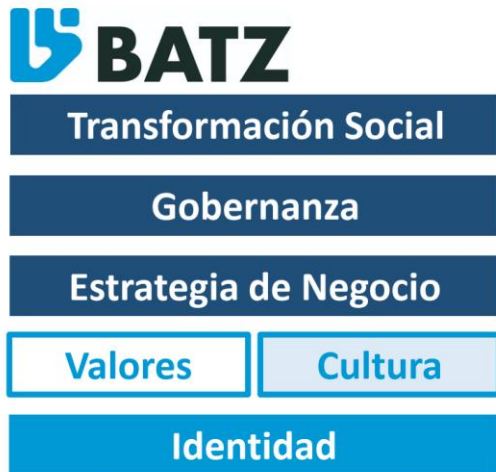 BATZ
Transformación Social
Gobernanza
Estrategia de Negocio
Valores Cultura
Identidad